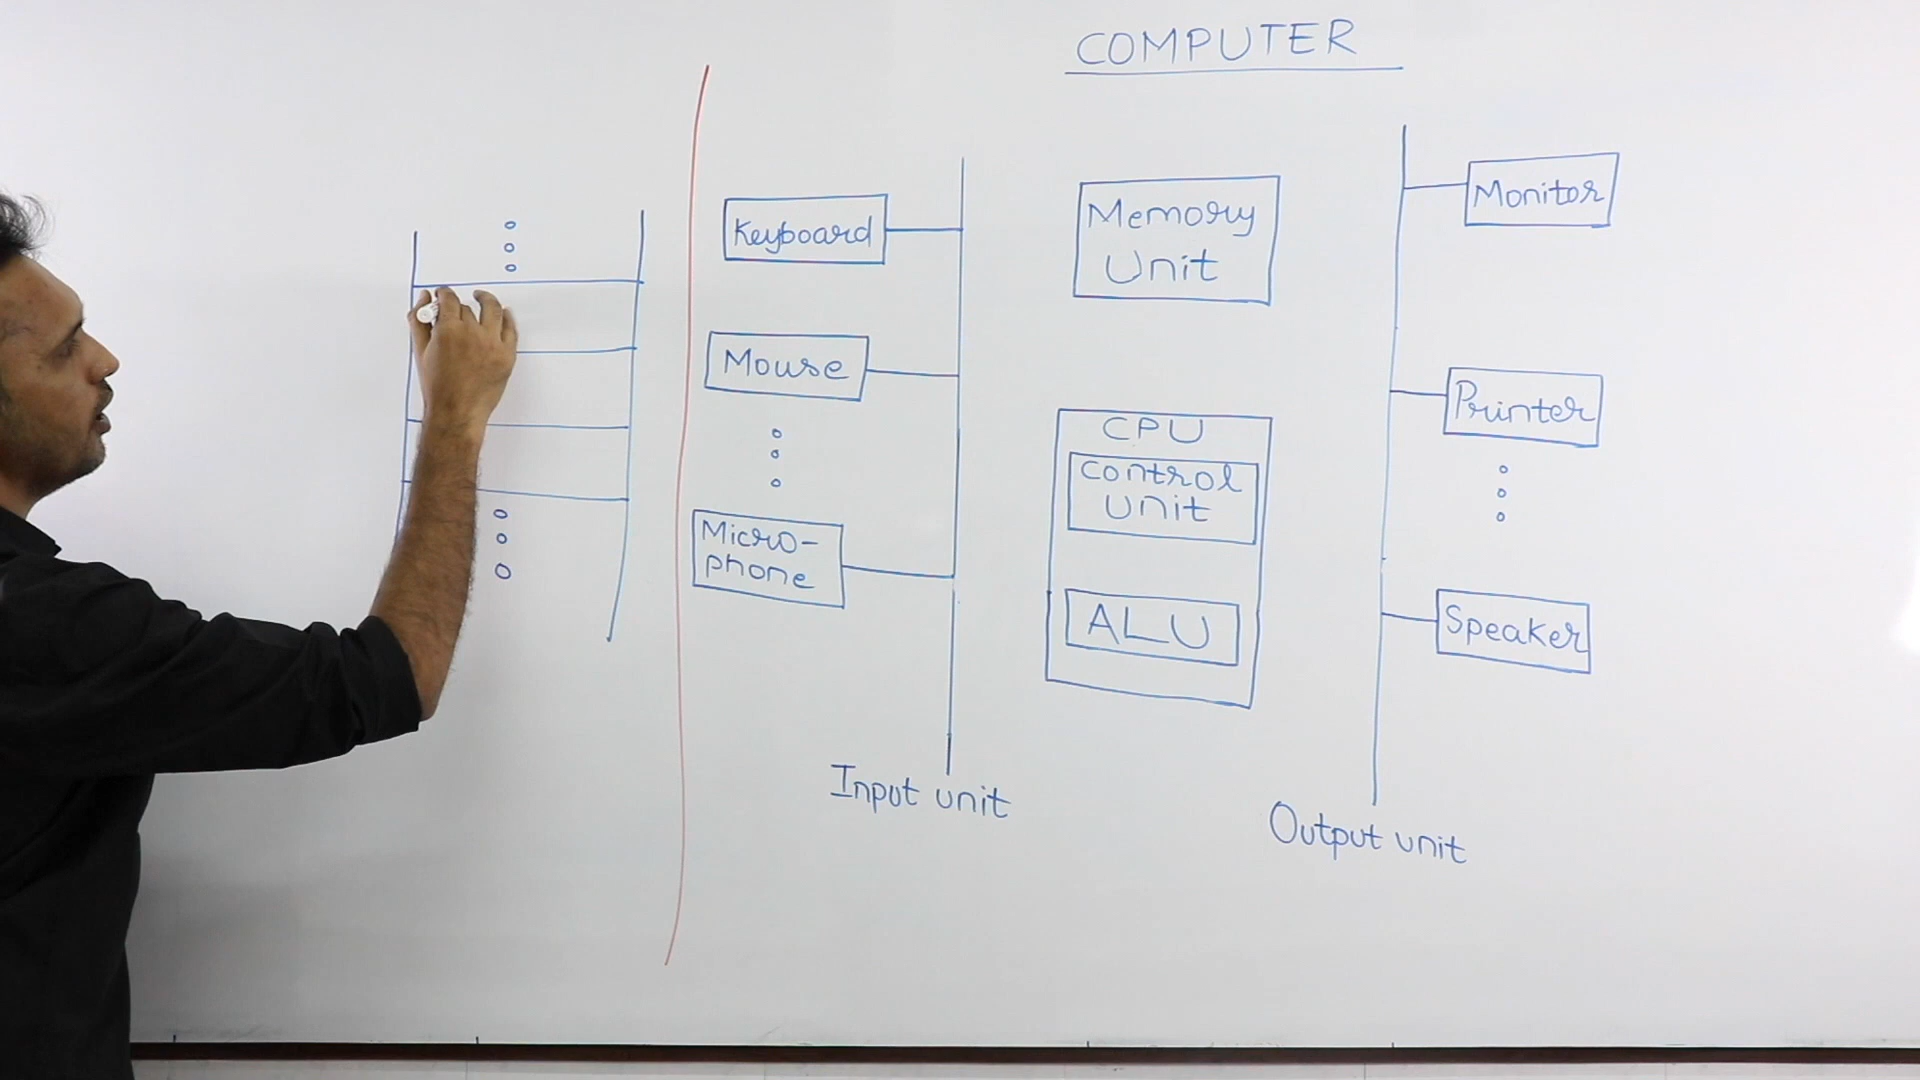 COMPUTER
Keyboard
Mouse
Micro-
phone
Input unit
Memory
Unit
CPU
Control
Unit
ALU
Monitor
Printer
Speaker
Output unit